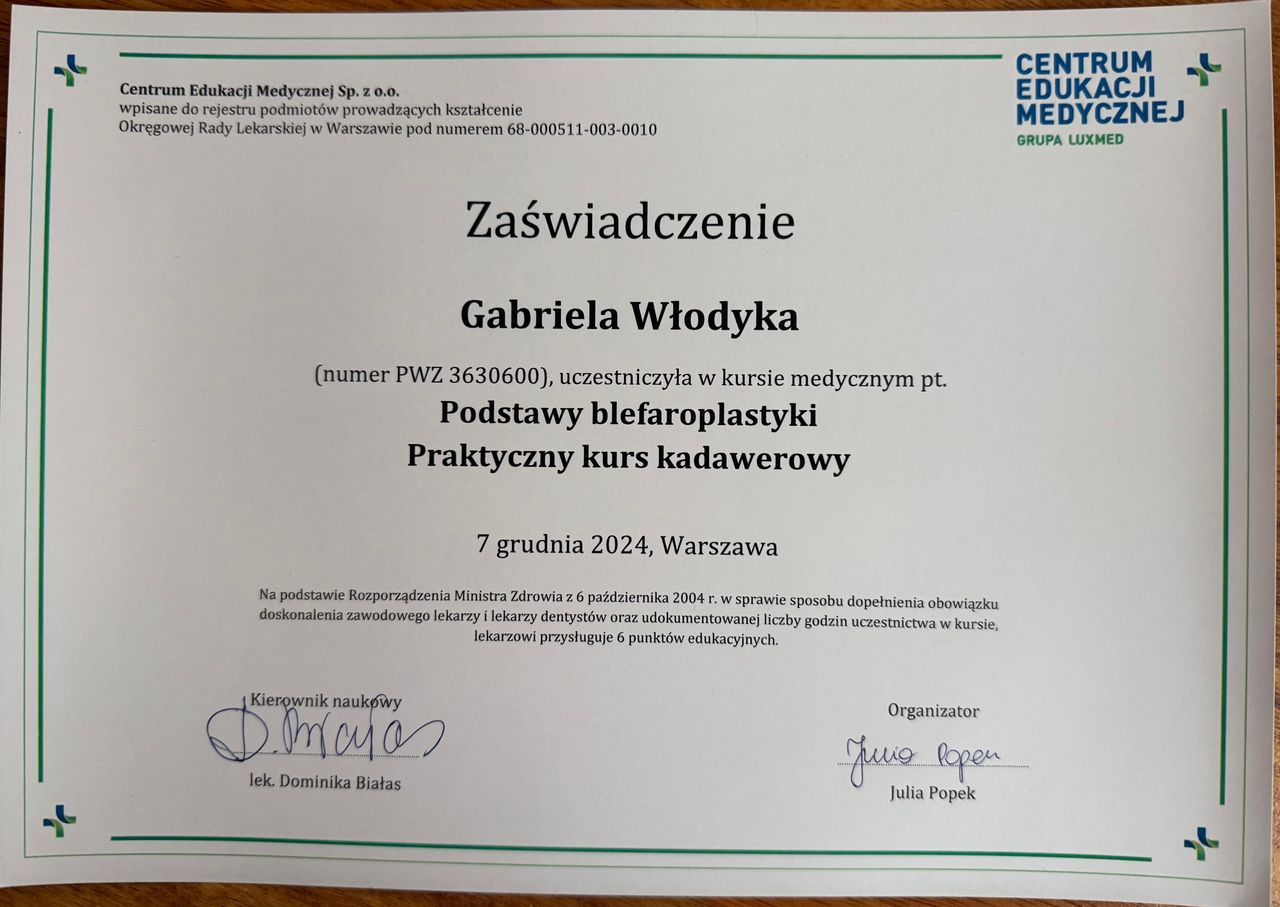 Centrum Edukacji Medycznej Sp. z o.o.
wpisane do rejestru podmiotów prowadzących kształcenie
Okręgowej Rady Lekarskiej w Warszawie pod numerem 68-000511-003-0010
CENTRUM
EDUKACJI
MEDYCZNEJ
GRUPA LUXMED
Zaświadczenie
Gabriela Włodyka
(numer PWZ 3630600), uczestniczyła w kursie medycznym pt.
Podstawy blefaroplastyki
Praktyczny kurs kadawerowy
7 grudnia 2024, Warszawa
Na podstawie Rozporządzenia Ministra Zdrowia z 6 października 2004 r. w sprawie sposobu dopełnienia obowiązku
doskonalenia zawodowego lekarzy i lekarzy dentystów oraz udokumentowanej liczby godzin uczestnictwa w kursie,
lekarzowi przysługuje 6 punktów edukacyjnych.
Kierownik naukowy
D. Białas
lek. Dominika Białas
Organizator
Julia Popek
Julia Popek